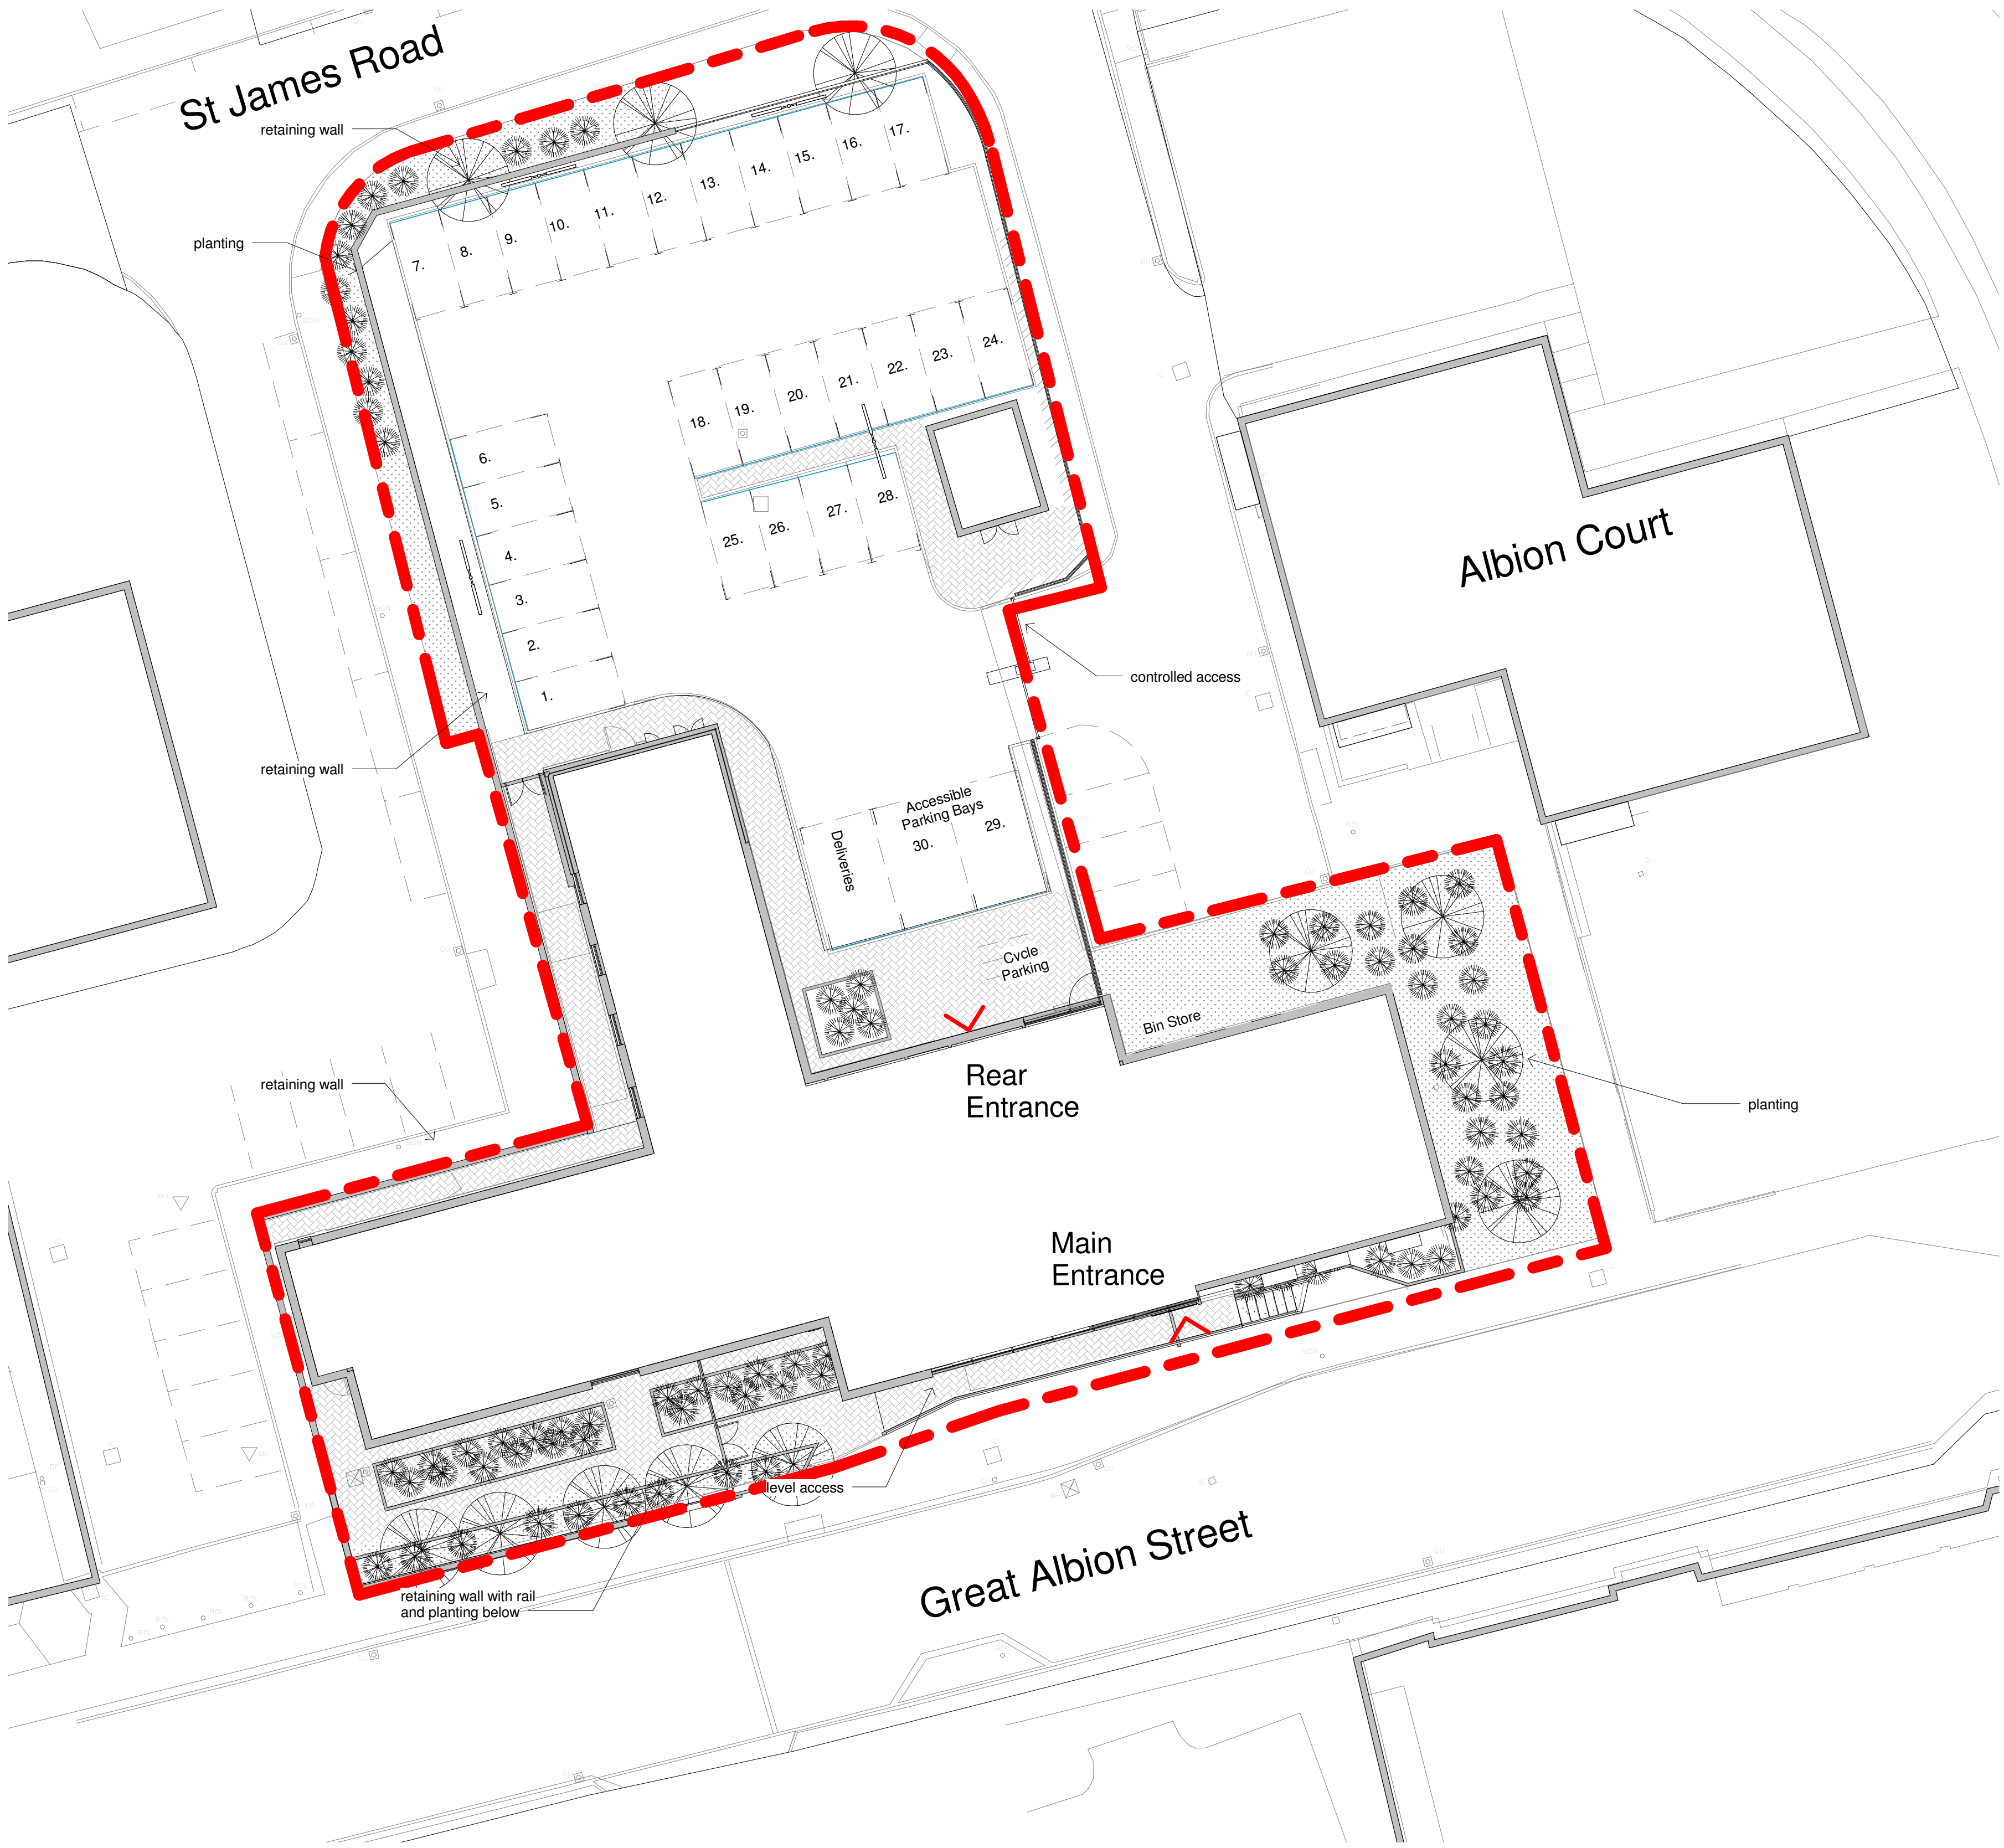 St James Road
retaining wall
planting
7.
8.
9.
10.
11.
12.
13.
14.
15.
16.
17.
18.
19.
20.
21.
22.
23.
24.
25.
26.
27.
28.
6.
5.
4.
3.
2.
1.
Albion Court
controlled access
retaining wall
Deliveries
Accessible
Parking Bays
30.
29.
Cycle
Parking
Bin Store
Rear
Entrance
retaining wall
planting
Main
Entrance
level access
Great Albion Street
retaining wall with rail
and planting below